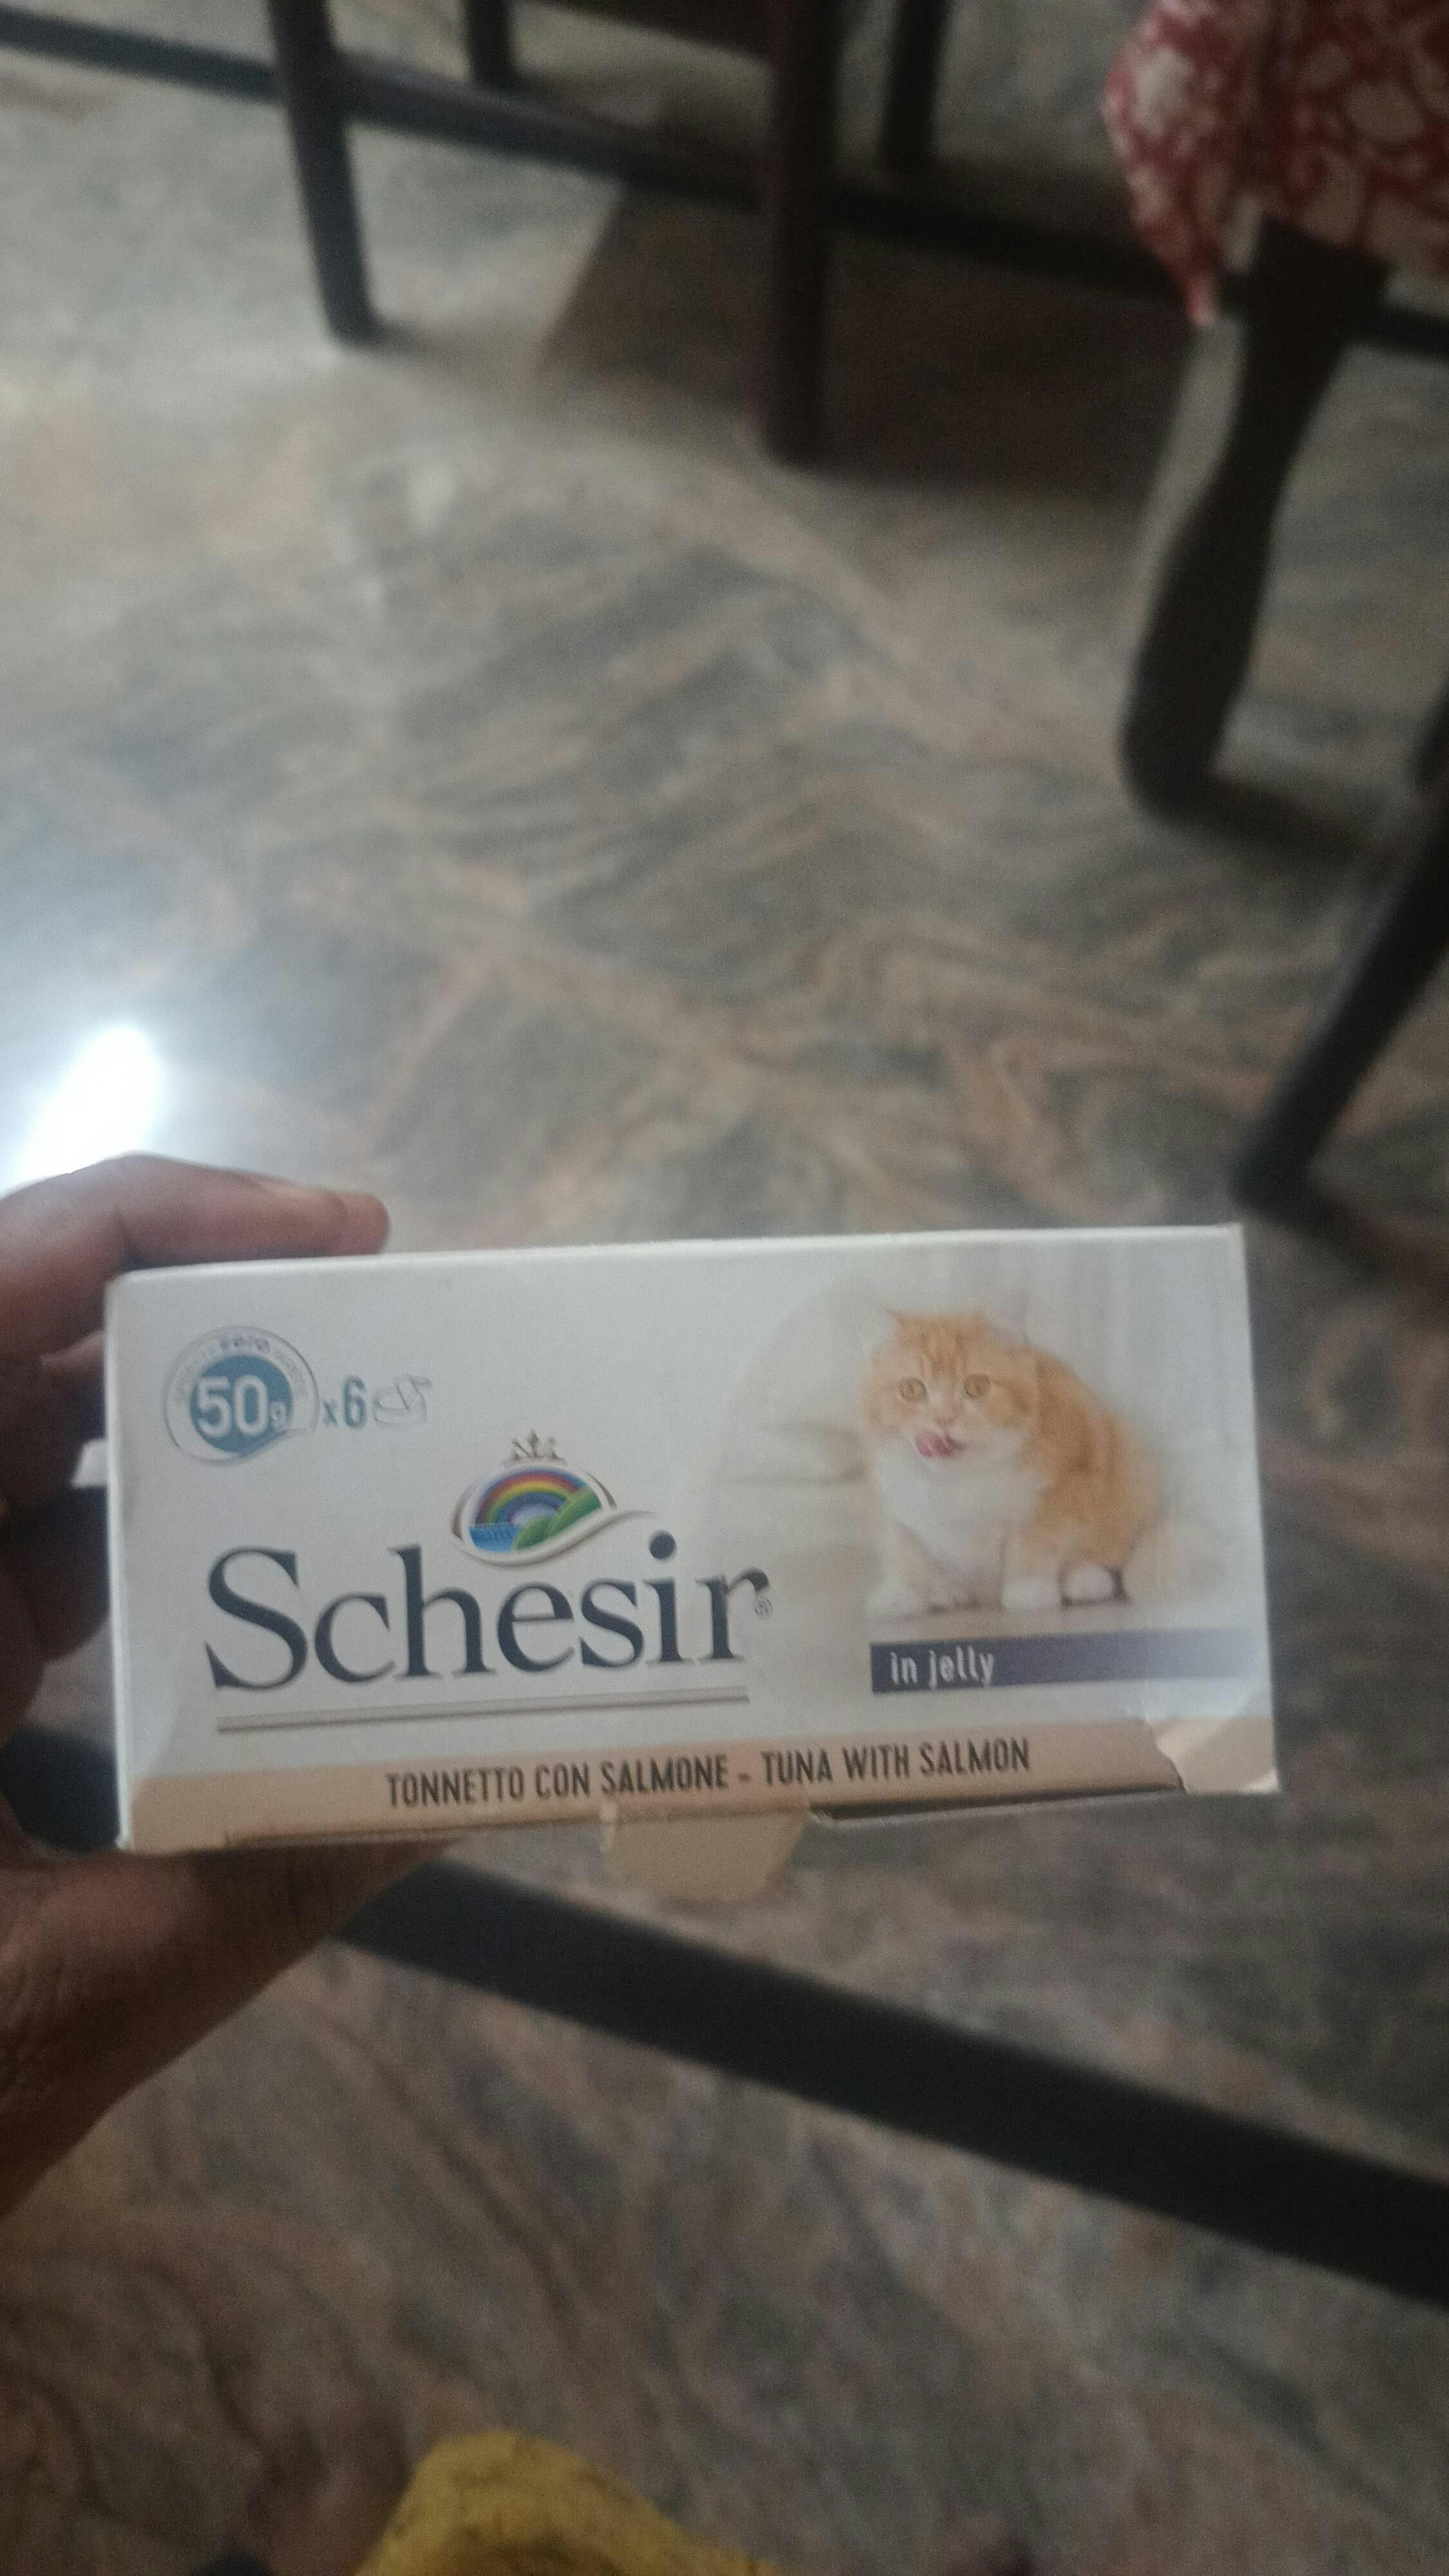 50g x6
Schesir®
in jelly
TONNETTO CON SALMONE - TUNA WITH SALMON